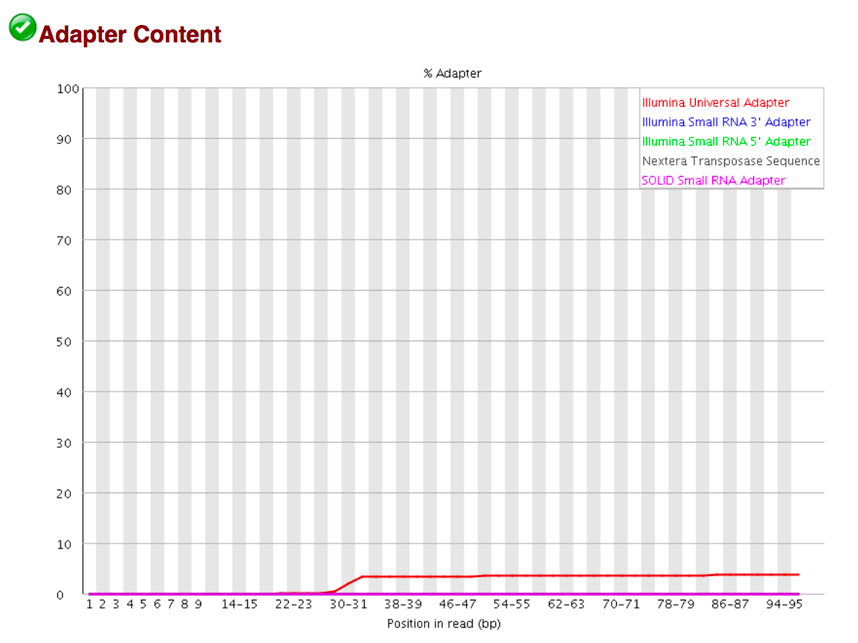 Adapter Content
% Adapter
Illumina Universal Adapter
Illumina Small RNA 3' Adapter
Illumina Small RNA 5' Adapter
Nextera Transposase Sequence
SOLID Small RNA Adapter
100
90
80
70
60
50
40
30
20
10
0
1 2 3 4 5 6 7 8 9 14-15 22-23 30-31 38-39 46-47 54-55 62-63 70-71 78-79 86-87 94-95
Position in read (bp)